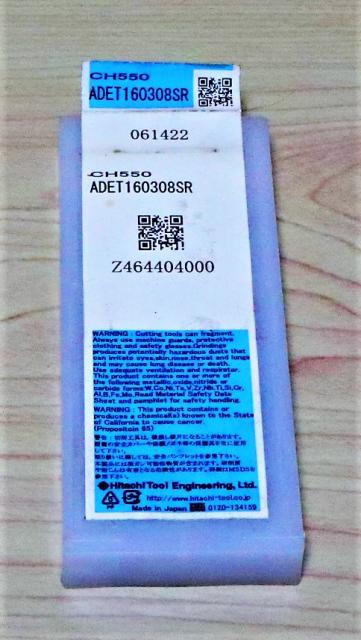 CH550
ADET160308SR
061422
CH550
ADET160308SR
Z464404000
WARNING : Cutting tools can fragment.
Always use machine guards, protective
clothing and safety glasses. Grindings
produces potentially hazardous dusts that
can irritate eyes, skin, nose, throat and lungs
and may cause lung disease or death.
Use adequate ventilation and respirator.
This product contains one or more of
the following metallic, oxide, nitride or
carbide forms: W, Co, Ni, Ta, V, Zr, Nb, Ti, Si, Cr,
Al, B, Fe, Mo, Read Material Safety Data
Sheet and pamphlet for safety handling.
WARNING : This product contains or
produces a chemical(s) known to the State
of California to cause cancer.
(Proposition 65)
Hitachi Tool Engineering, Ltd.
http://www.hitachi-tool.co.jp
Made in Japan 0120-134159